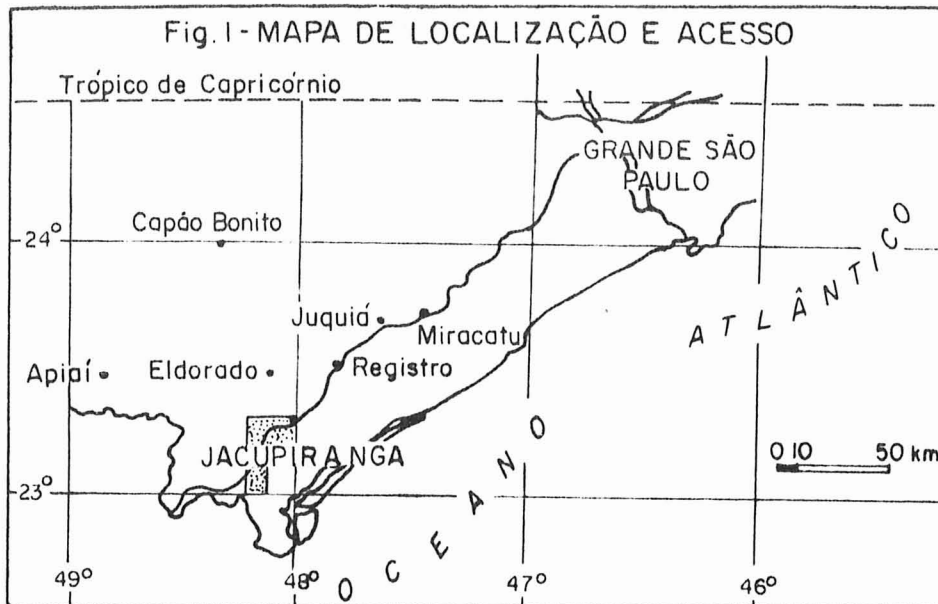 Fig. 1 - MAPA DE LOCALIZAÇÃO E ACESSO
Trópico de Capricórnio
GRANDE SÃO
PAULO
Capão Bonito
24°
ATLÂNTICO
Juquiá
Miracatu
Apiaí
Eldorado
Registro
JACUPIRANGA
0 10 50 km
23°
OCEANO
49° 48° 47° 46°